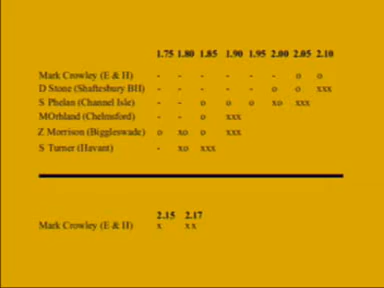 1.75 1.80 1.85 1.90 1.95 2.00 2.05 2.10
Mark Crowley (E & H) - - - - - - o o
D Stone (Shaftesbury BH) - - - - - o o xxx
S Phelan (Channel Isle) - - o o o xo xxx
MOrhland (Chelmsford) - - o xxx
Z Morrison (Biggleswade) o xo o xxx
S Turner (Havant) - xo xxx
2.15 2.17
Mark Crowley (E & H) x xx